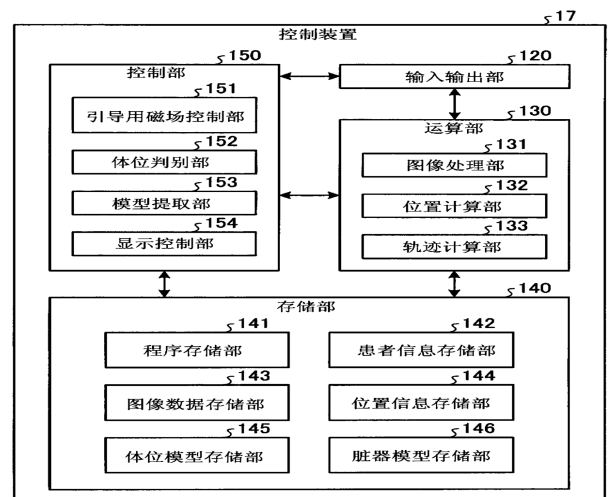 17
控制装置
150
控制部
151
引导用磁场控制部
152
体位判别部
153
模型提取部
154
显示控制部
120
输入输出部
130
运算部
131
图像处理部
132
位置计算部
133
轨迹计算部
140
存储部
141
程序存储部
142
患者信息存储部
143
图像数据存储部
144
位置信息存储部
145
体位模型存储部
146
脏器模型存储部